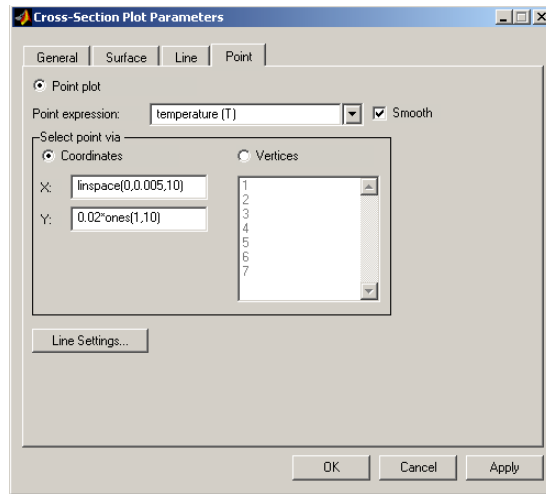 Cross-Section Plot Parameters
General Surface Line Point
Point plot
Point expression: temperature (T) Smooth
Select point via
Coordinates Vertices
X: linspace(0,0.005,10)
Y: 0.02*ones(1,10)
1
2
3
4
5
6
7
Line Settings...
OK Cancel Apply